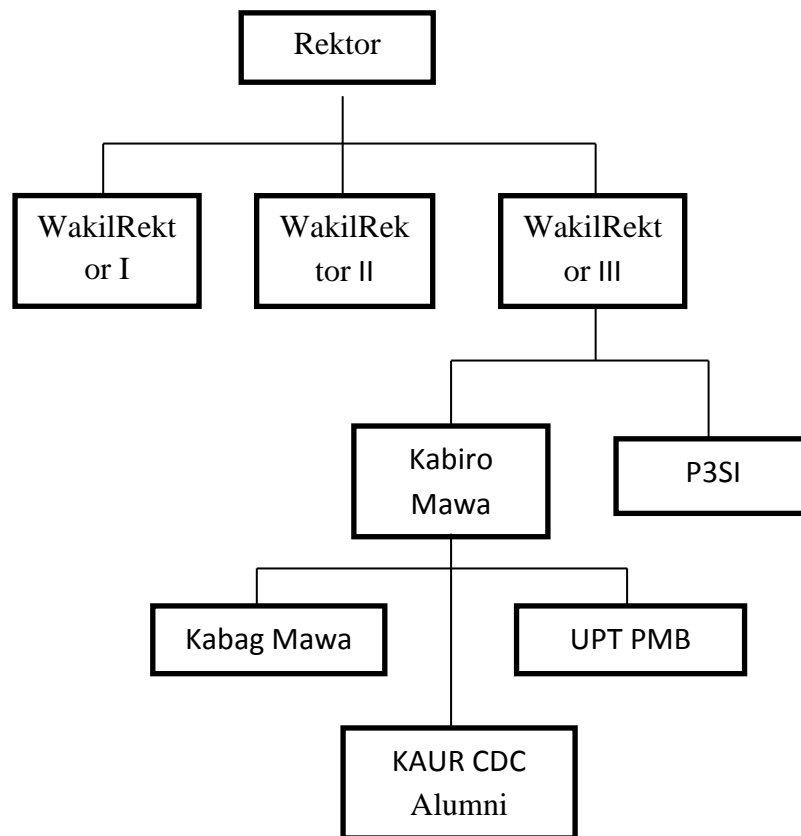 Rektor
WakilRekt
or I
WakilRek
tor II
WakilRekt
or III
Kabiro
Mawa
P3SI
Kabag Mawa
UPT PMB
KAUR CDC
Alumni